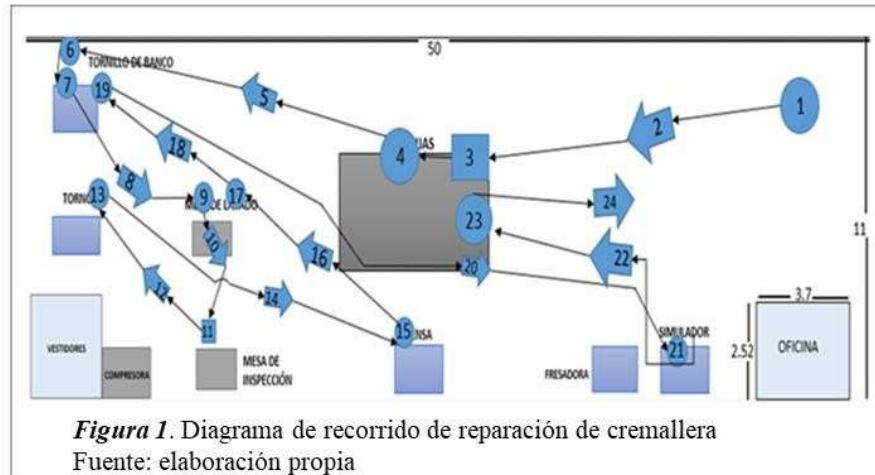 50
6
TORNILLO DE BANCO
7
19
5
1
2
18
4
3
8
13
9
17
24
23
10
16
22
20
11
12
14
15
11
SIMULADOR
21
3.7
2.52
OFICINA
VESTIDORES
COMPRESORA
MESA DE
INSPECCIÓN
FRESADORA
Figura 1. Diagrama de recorrido de reparación de cremallera
Fuente: elaboración propia